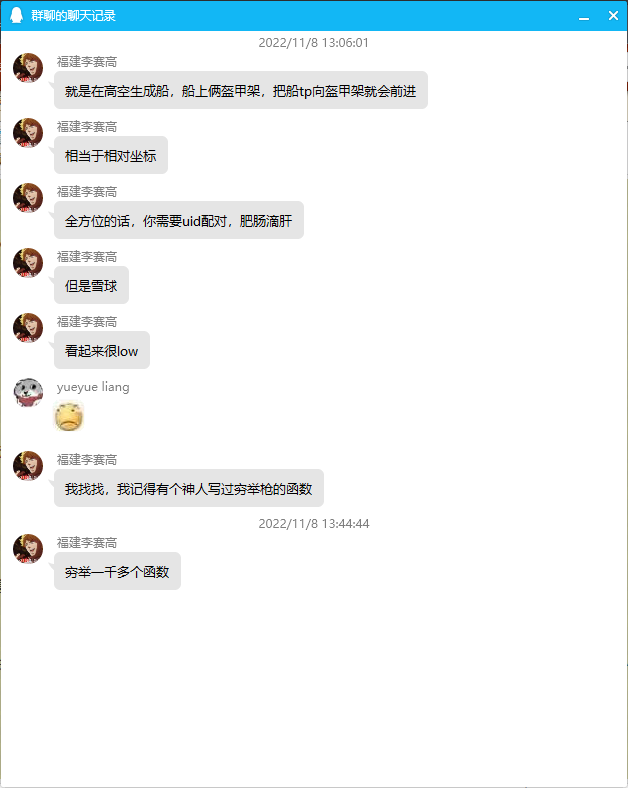 群聊的聊天记录
2022/11/8 13:06:01
福建李赛高
就是在高空生成船，船上俩盔甲架，把船tp向盔甲架就会前进
福建李赛高
相当于相对坐标
福建李赛高
全方位的话，你需要uid配对，肥肠滴肝
福建李赛高
但是雪球
福建李赛高
看起来很low
yueyue liang
福建李赛高
我找找，我记得有个神人写过穷举枪的函数
2022/11/8 13:44:44
福建李赛高
穷举一千多个函数